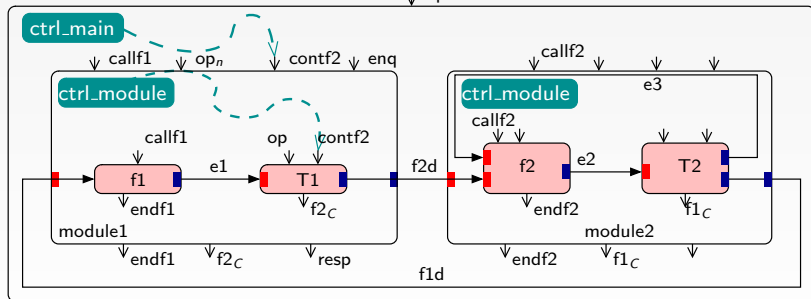 ctrl_main
callf1 opₙ contf2 enq
callf2
ctrl_module
ctrl_module
e3
callf1 op contf2
callf2
f1 e1 T1 f2d f2 e2 T2
endf1 f2_C endf2 f1_C
module1 module2
endf1 f2_C resp endf2 f1_C
f1d